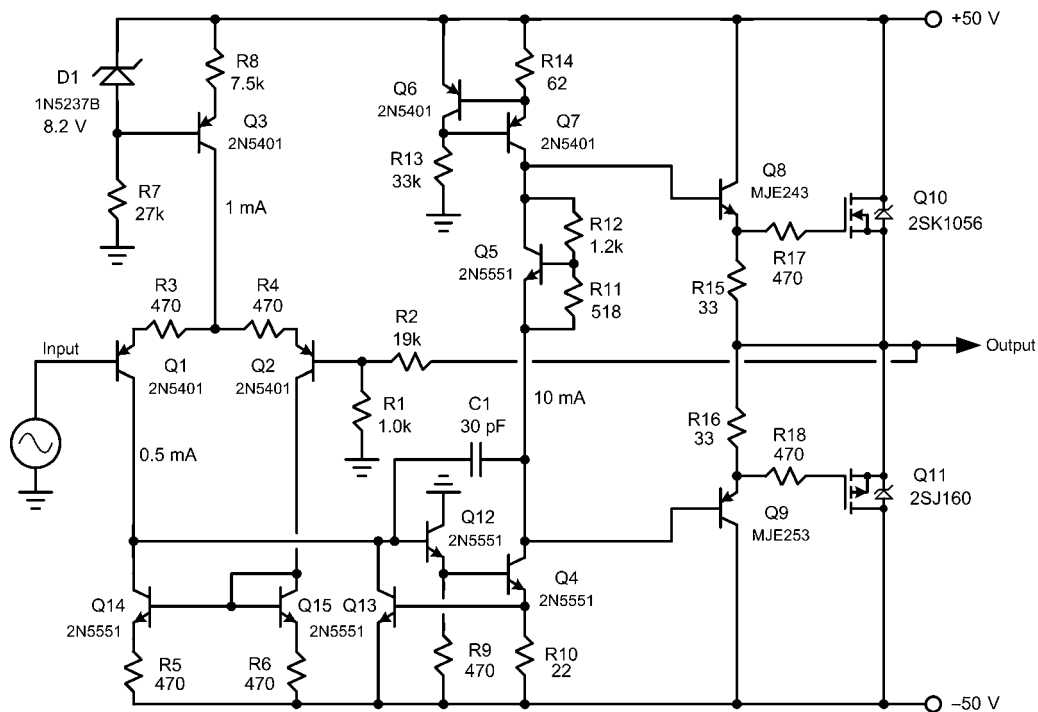 +50 V
R8
7.5k
D1
1N5237B
8.2 V
Q3
2N5401
R7
27k
1 mA
Q6
2N5401
R14
62
Q7
2N5401
R13
33k
Q8
MJE243
Q10
2SK1056
R12
1.2k
Q5
2N5551
R11
518
R17
470
R15
33
R3
470
R4
470
R2
19k
Input
Q1
2N5401
Q2
2N5401
Output
R1
1.0k
C1
30 pF
10 mA
R16
33
R18
470
0.5 mA
Q12
2N5551
Q9
MJE253
Q11
2SJ160
Q14
2N5551
Q15
2N5551
Q13
Q4
2N5551
R5
470
R6
470
R9
470
R10
22
–50 V